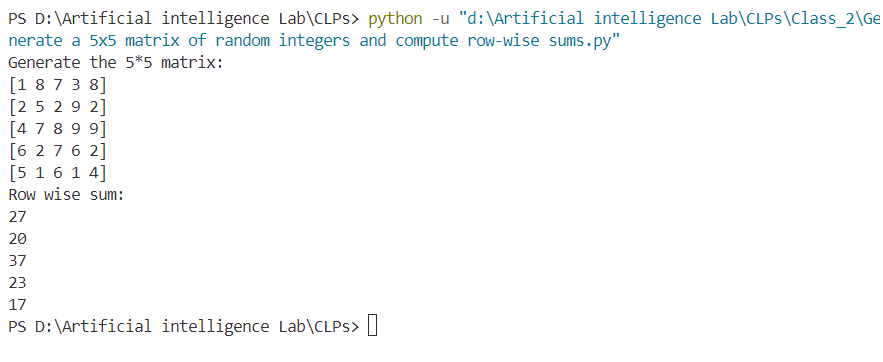 PS D:\Artificial intelligence Lab\CLPs> python -u "d:\Artificial intelligence Lab\CLPs\Class_2\Ge
nerate a 5x5 matrix of random integers and compute row-wise sums.py"
Generate the 5*5 matrix:
[1 8 7 3 8]
[2 5 2 9 2]
[4 7 8 9 9]
[6 2 7 6 2]
[5 1 6 1 4]
Row wise sum:
27
20
37
23
17
PS D:\Artificial intelligence Lab\CLPs>